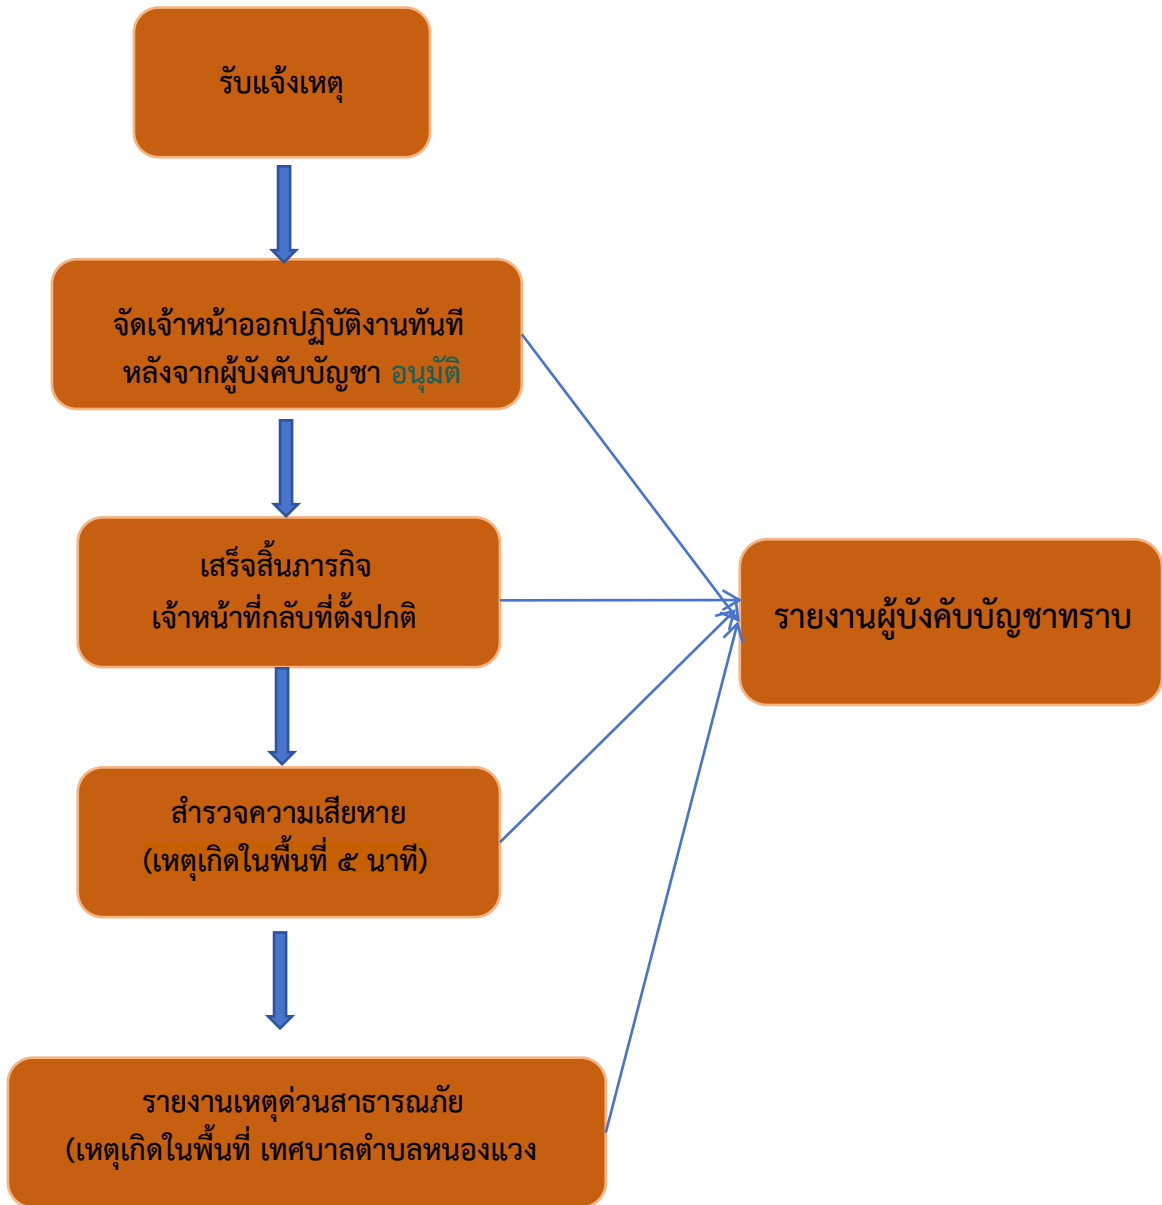 รับแจ้งเหตุ
จัดเจ้าหน้าออกปฏิบัติงานทันที
หลังจากผู้บังคับบัญชา อนุมัติ
เสร็จสิ้นภารกิจ
เจ้าหน้าที่กลับที่ตั้งปกติ
รายงานผู้บังคับบัญชาทราบ
สำรวจความเสียหาย
(เหตุเกิดในพื้นที่ ๕ นาที)
รายงานเหตุด่วนสาธารณภัย
(เหตุเกิดในพื้นที่ เทศบาลตำบลหนองแวง